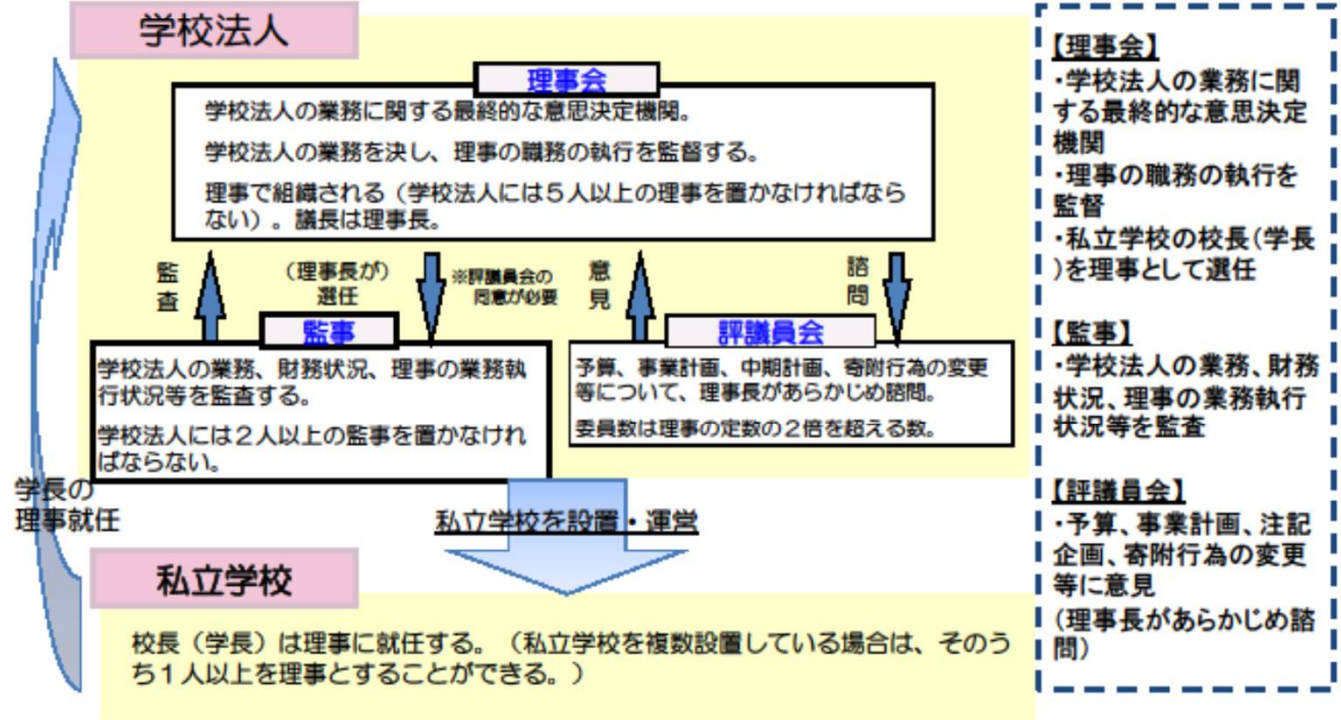 学校法人
理事会
学校法人の業務に関する最終的な意思決定機関。
学校法人の業務を決し、理事の職務の執行を監督する。
理事で組織される（学校法人には５人以上の理事を置かなければなら
ない）。議長は理事長。
監
査
（理事長が）
選任
※評議員会の
同意が必要
意
見
諮
問
監事
学校法人の業務、財務状況、理事の業務執
行状況等を監査する。
学校法人には２人以上の監事を置かなけれ
ばならない。
評議員会
予算、事業計画、中期計画、寄附行為の変更
等について、理事長があらかじめ諮問。
委員数は理事の定数の２倍を超える数。
学長の
理事就任
私立学校を設置・運営
私立学校
校長（学長）は理事に就任する。（私立学校を複数設置している場合は、そのう
ち１人以上を理事とすることができる。）
【理事会】
・学校法人の業務に関
する最終的な意思決定
機関
・理事の職務の執行を
監督
・私立学校の校長（学長
）を理事として選任
【監事】
・学校法人の業務、財務
状況、理事の業務執行
状況等を監査
【評議員会】
・予算、事業計画、注記
企画、寄附行為の変更
等に意見
（理事長があらかじめ諮
問）